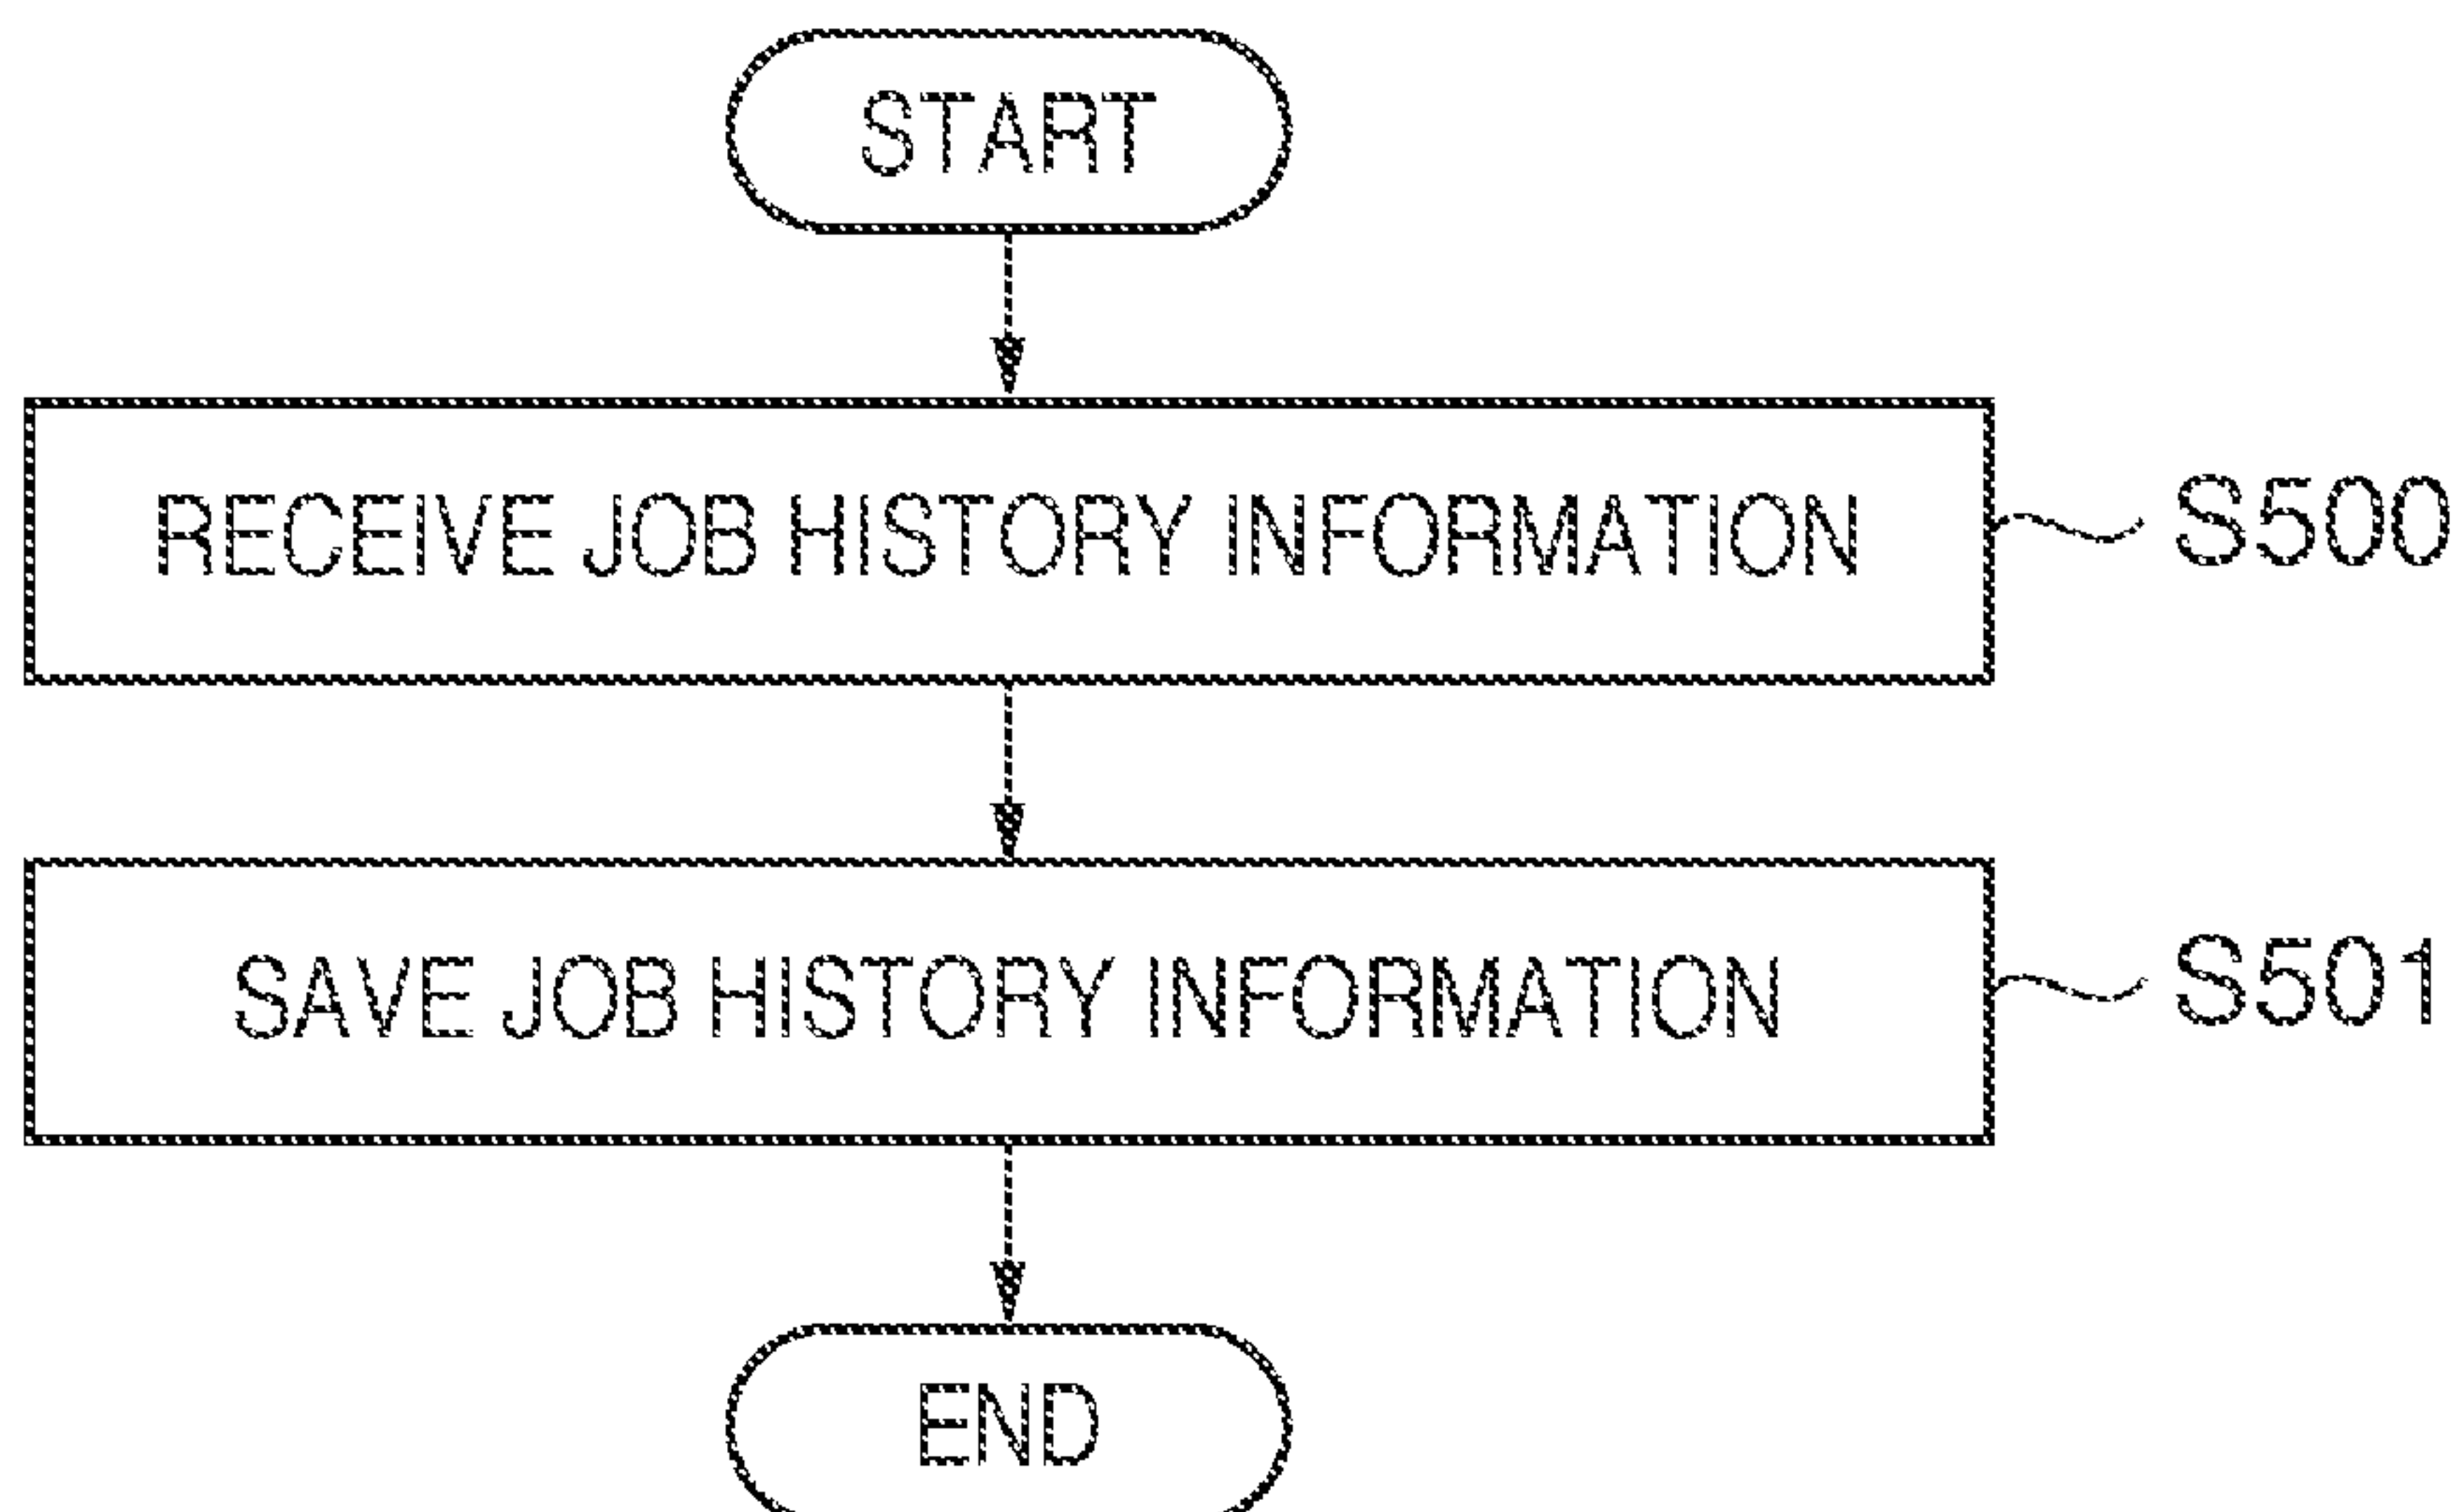 START
RECEIVE JOB HISTORY INFORMATION
S500
SAVE JOB HISTORY INFORMATION
S501
END